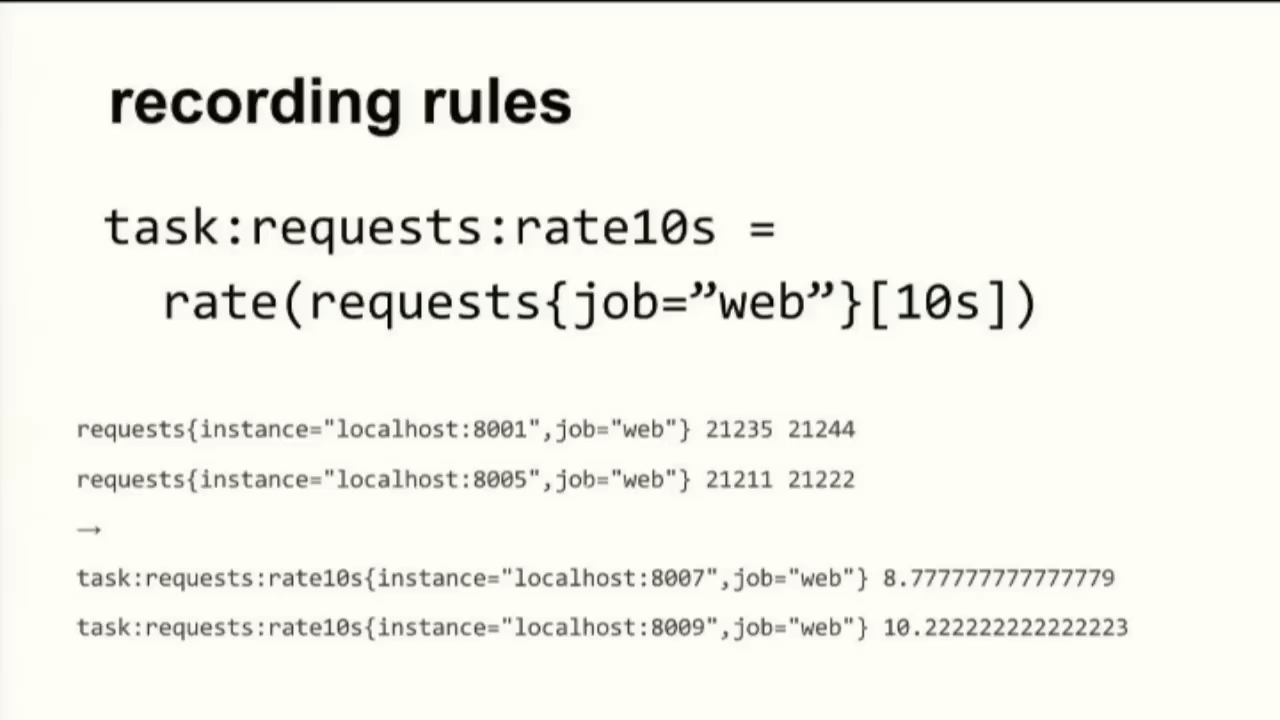 recording rules
task:requests:rate10s =
rate(requests{job=”web”}[10s])
requests{instance="localhost:8001",job="web"} 21235 21244
requests{instance="localhost:8005",job="web"} 21211 21222
→
task:requests:rate10s{instance="localhost:8007",job="web"} 8.777777777777779
task:requests:rate10s{instance="localhost:8009",job="web"} 10.222222222222223